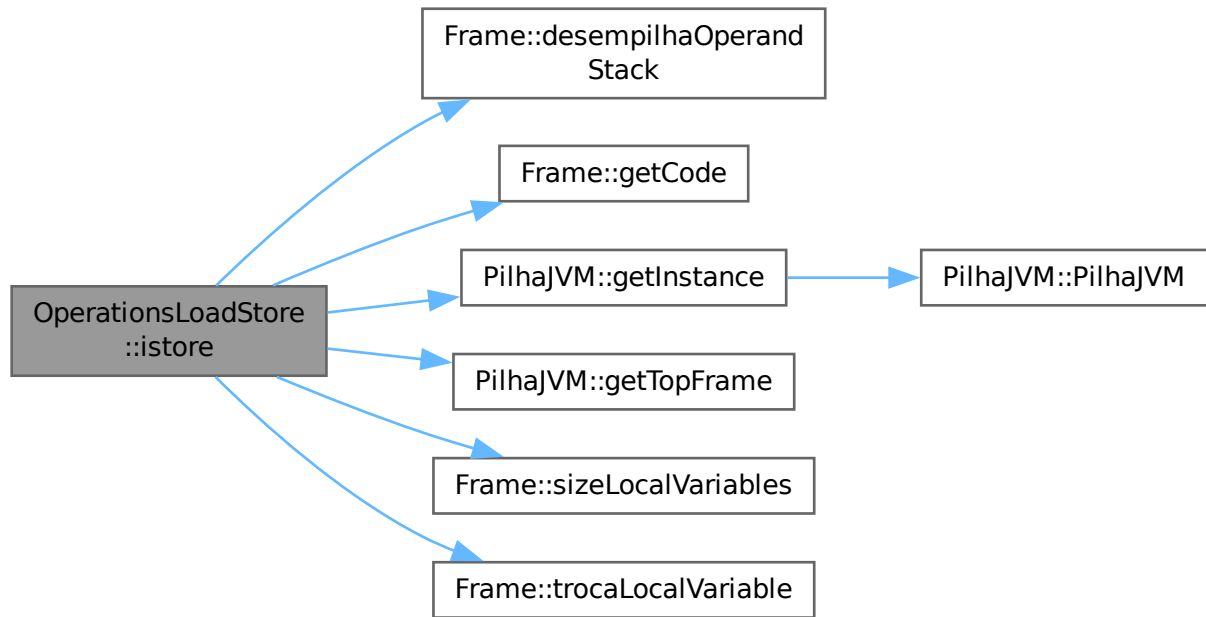 Frame::desempilhaOperand
Stack
Frame::getCode
PilhaJVM::getInstance
PilhaJVM::PilhaJVM
OperationsLoadStore
::istore
PilhaJVM::getTopFrame
Frame::sizeLocalVariables
Frame::trocaLocalVariable